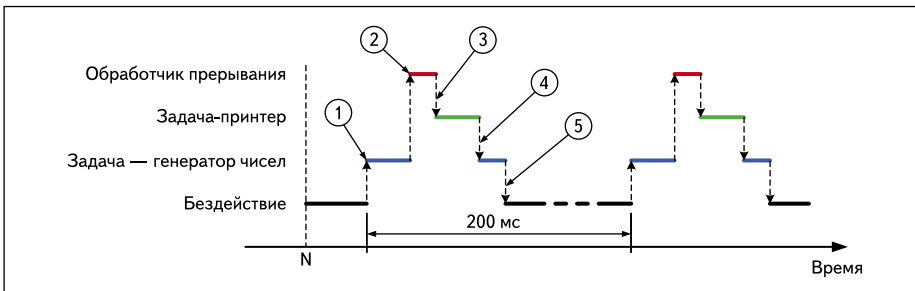 2
3
Обработчик прерывания
4
Задача-принтер
1
5
Задача — генератор чисел
Бездействие
200 мс
N
Время